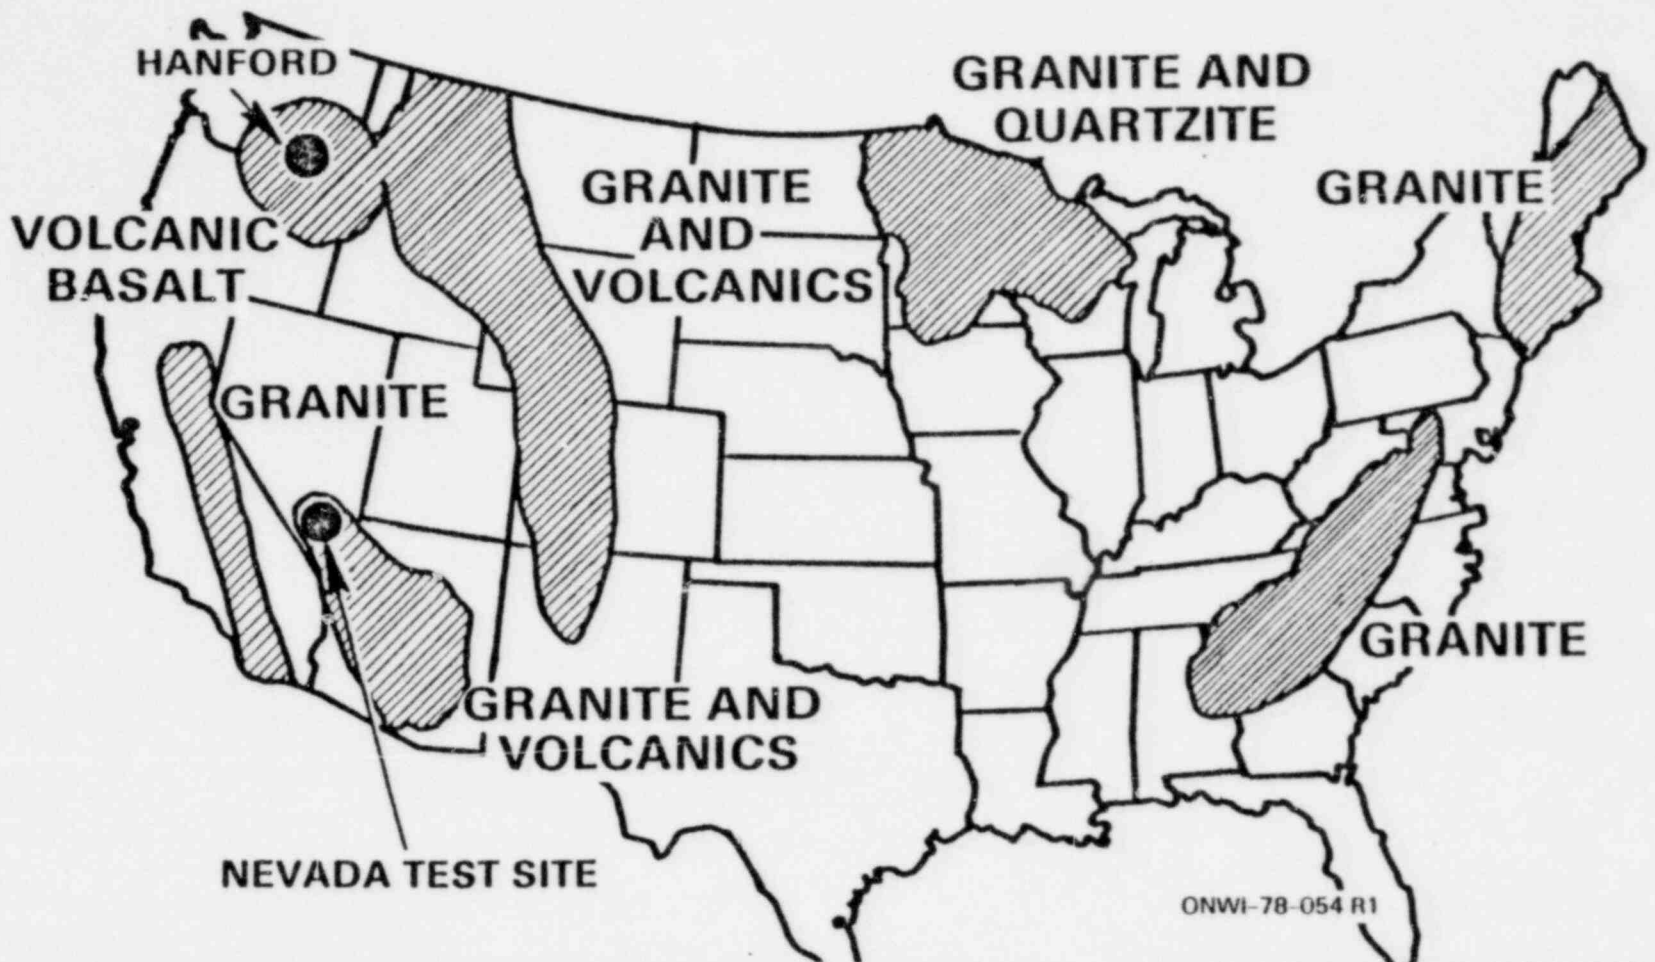 HANFORD
GRANITE AND
QUARTZITE
GRANITE
AND
VOLCANICS
GRANITE
VOLCANIC
BASALT
GRANITE
GRANITE
GRANITE AND
VOLCANICS
NEVADA TEST SITE
ONWI-78-054 R1